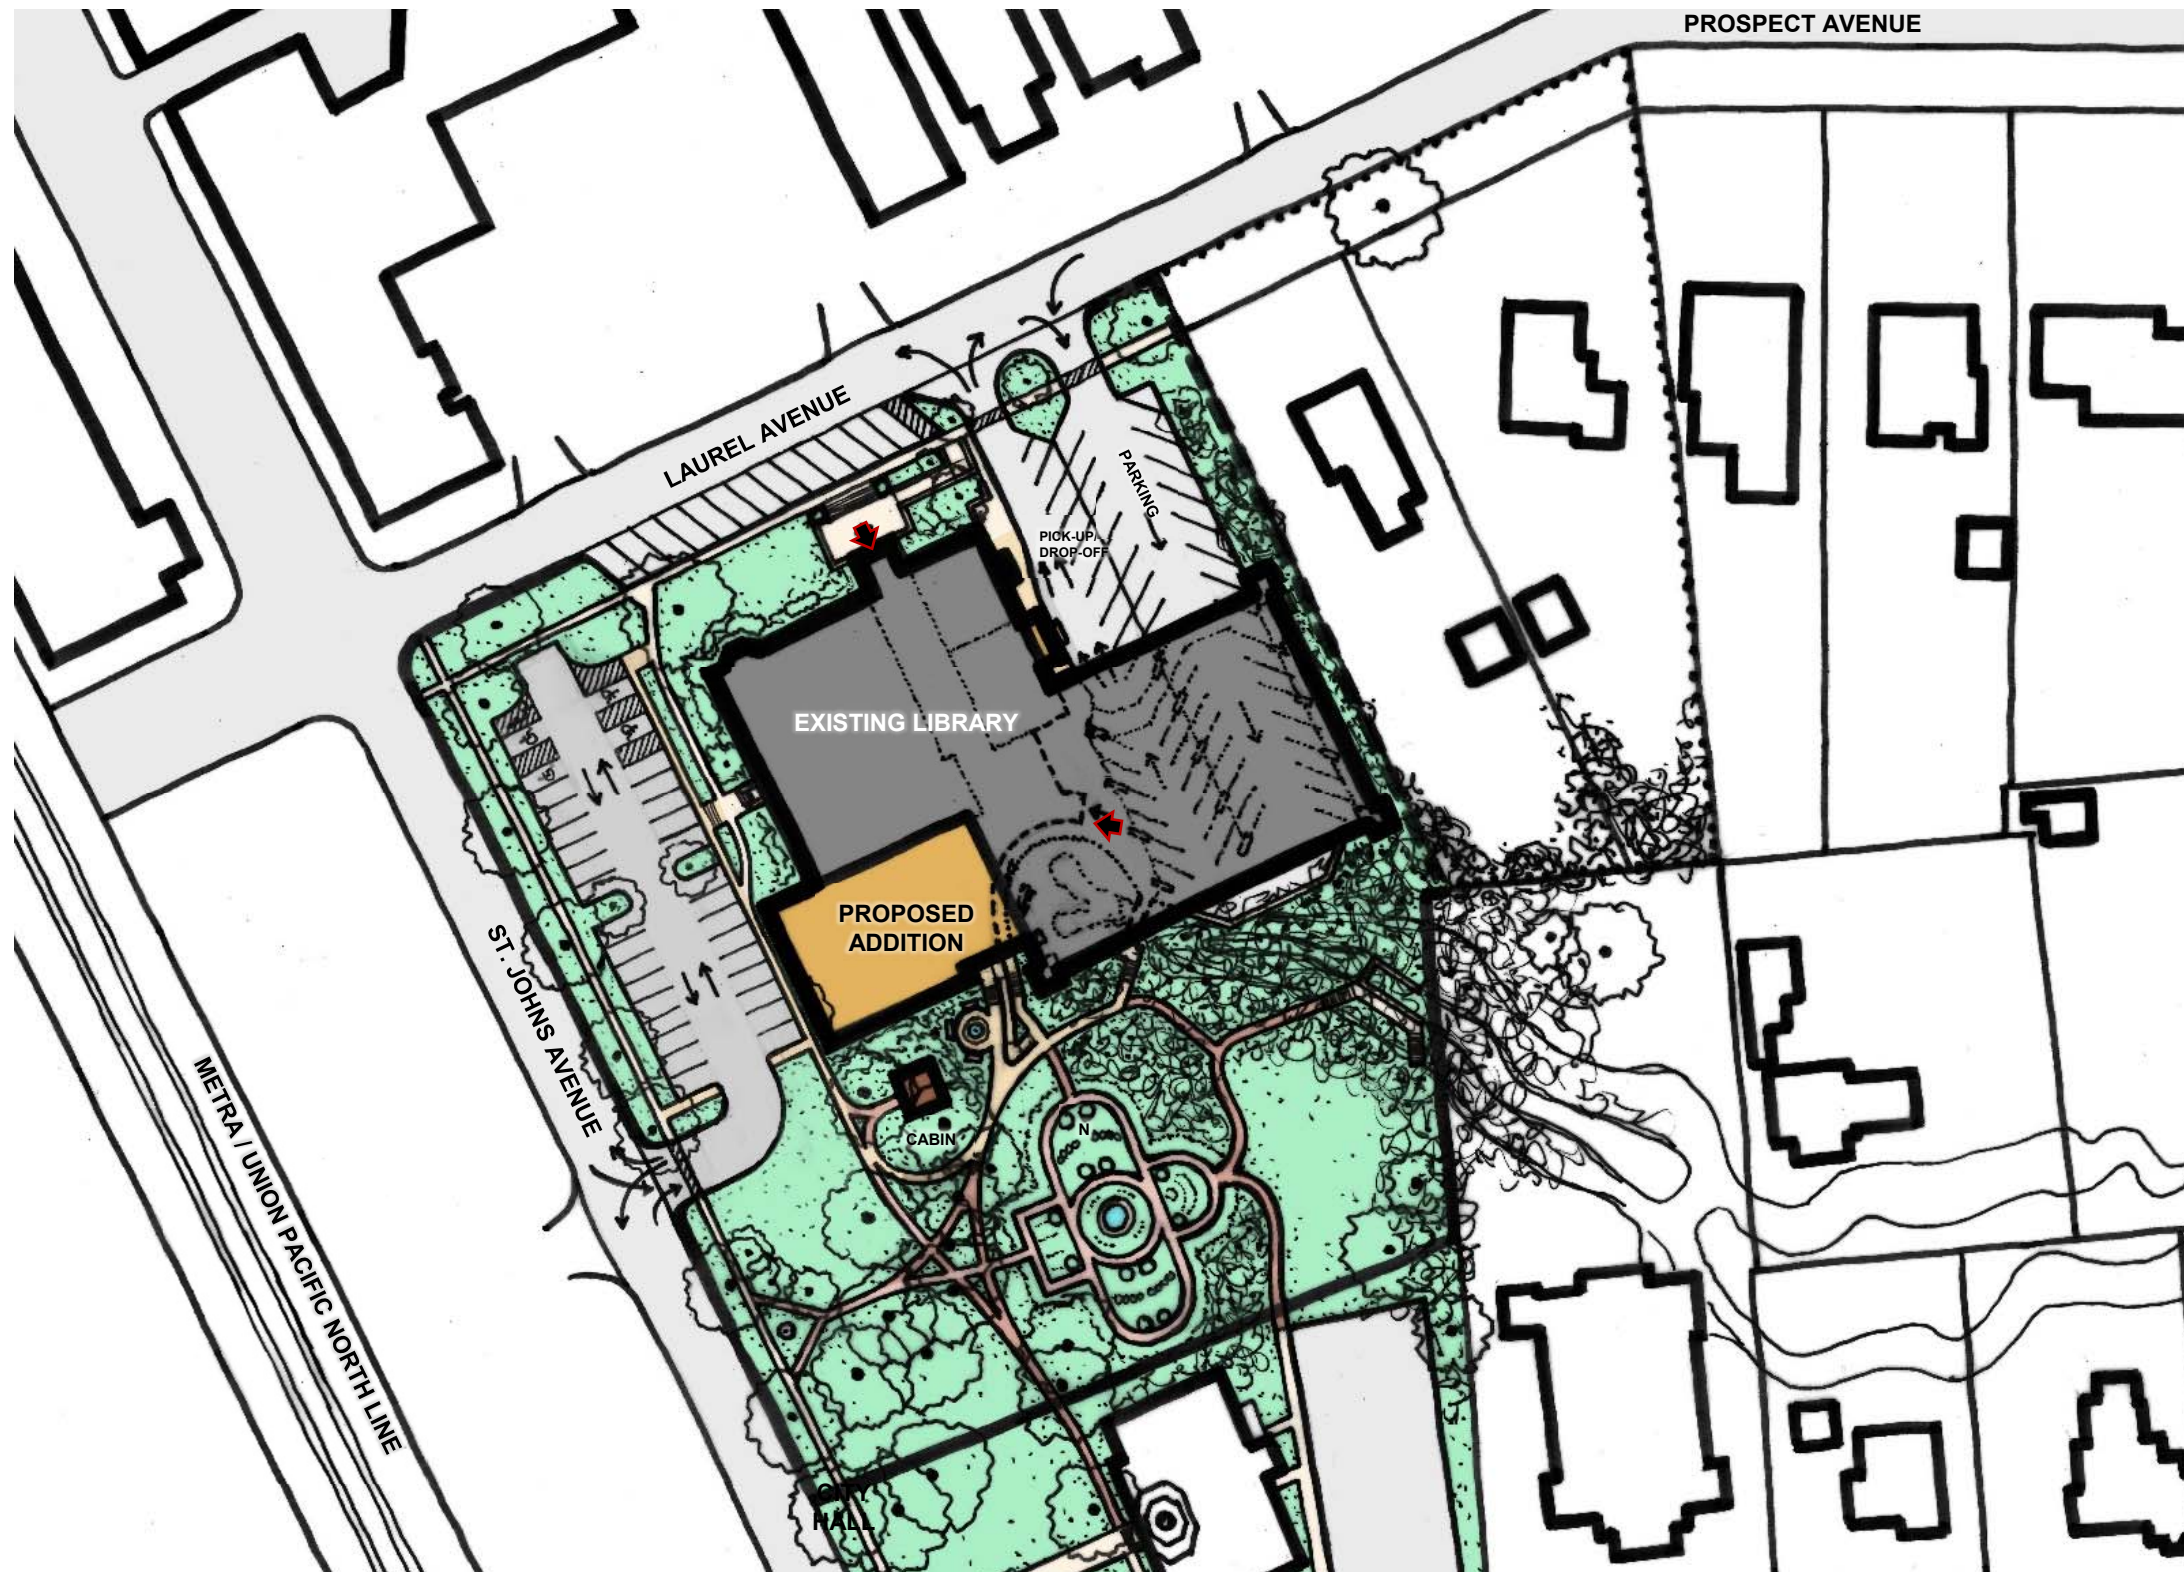 PROSPECT AVENUE
LAUREL AVENUE
PARKING
PICK-UP/
DROP-OFF
EXISTING LIBRARY
PROPOSED
ADDITION
ST. JOHNS AVENUE
METRA / UNION PACIFIC NORTH LINE
CABIN
N
CITY
HALL